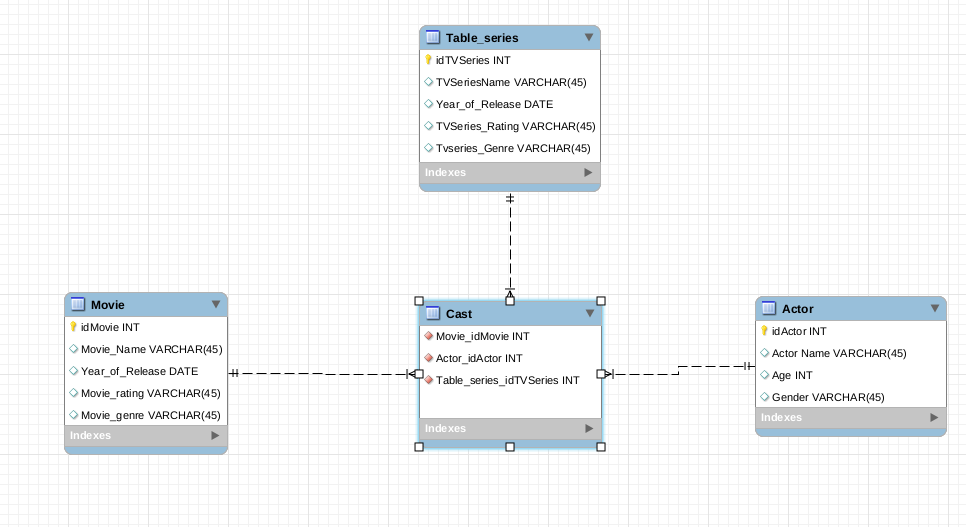 Table_series
idTVSeries INT
TVSeriesName VARCHAR(45)
Year_of_Release DATE
TVSeries_Rating VARCHAR(45)
Tvseries_Genre VARCHAR(45)
Indexes
Movie
idMovie INT
Movie_Name VARCHAR(45)
Year_of_Release DATE
Movie_rating VARCHAR(45)
Movie_genre VARCHAR(45)
Indexes
Cast
Movie_idMovie INT
Actor_idActor INT
Table_series_idTVSeries INT
Indexes
Actor
idActor INT
Actor Name VARCHAR(45)
Age INT
Gender VARCHAR(45)
Indexes